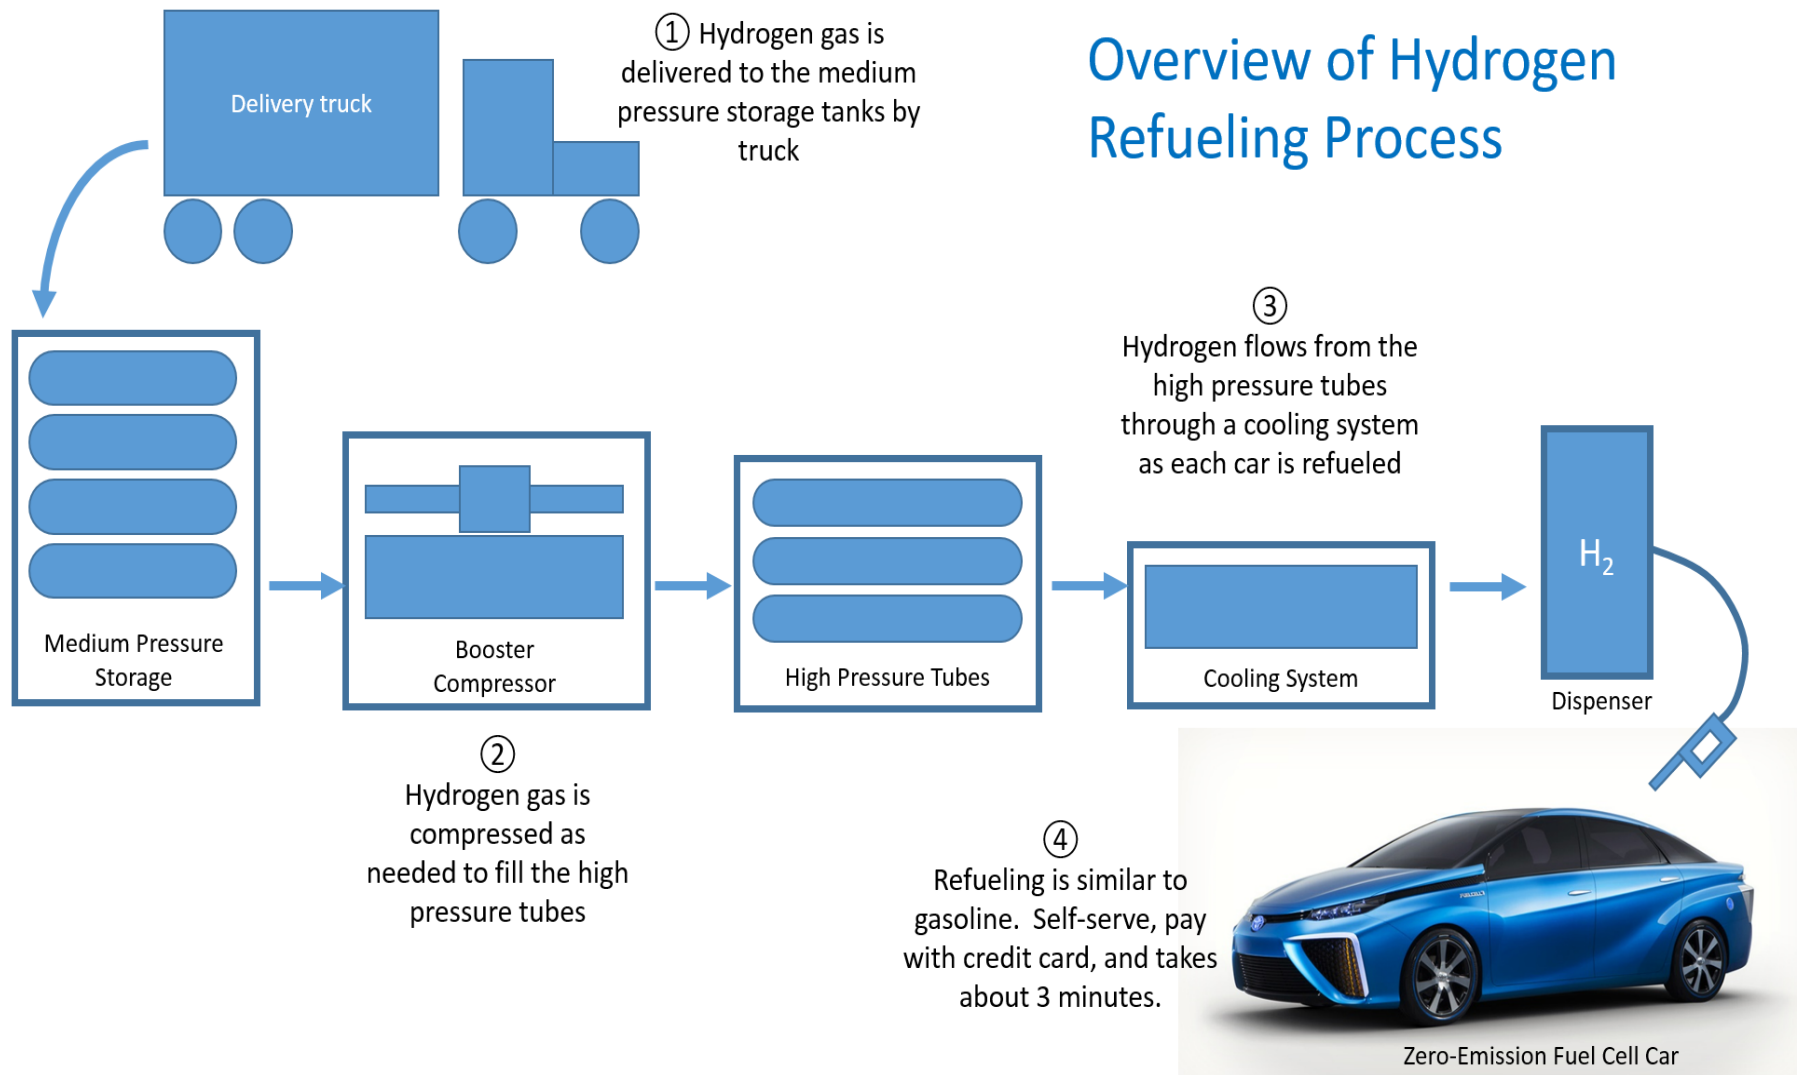 Overview of Hydrogen
Refueling Process
① Hydrogen gas is
delivered to the medium
pressure storage tanks by
truck
Delivery truck
Medium Pressure
Storage
Booster
Compressor
②
Hydrogen gas is
compressed as
needed to fill the high
pressure tubes
High Pressure Tubes
③
Hydrogen flows from the
high pressure tubes
through a cooling system
as each car is refueled
Cooling System
H₂
Dispenser
④
Refueling is similar to
gasoline.  Self-serve, pay
with credit card, and takes
about 3 minutes.
Zero-Emission Fuel Cell Car